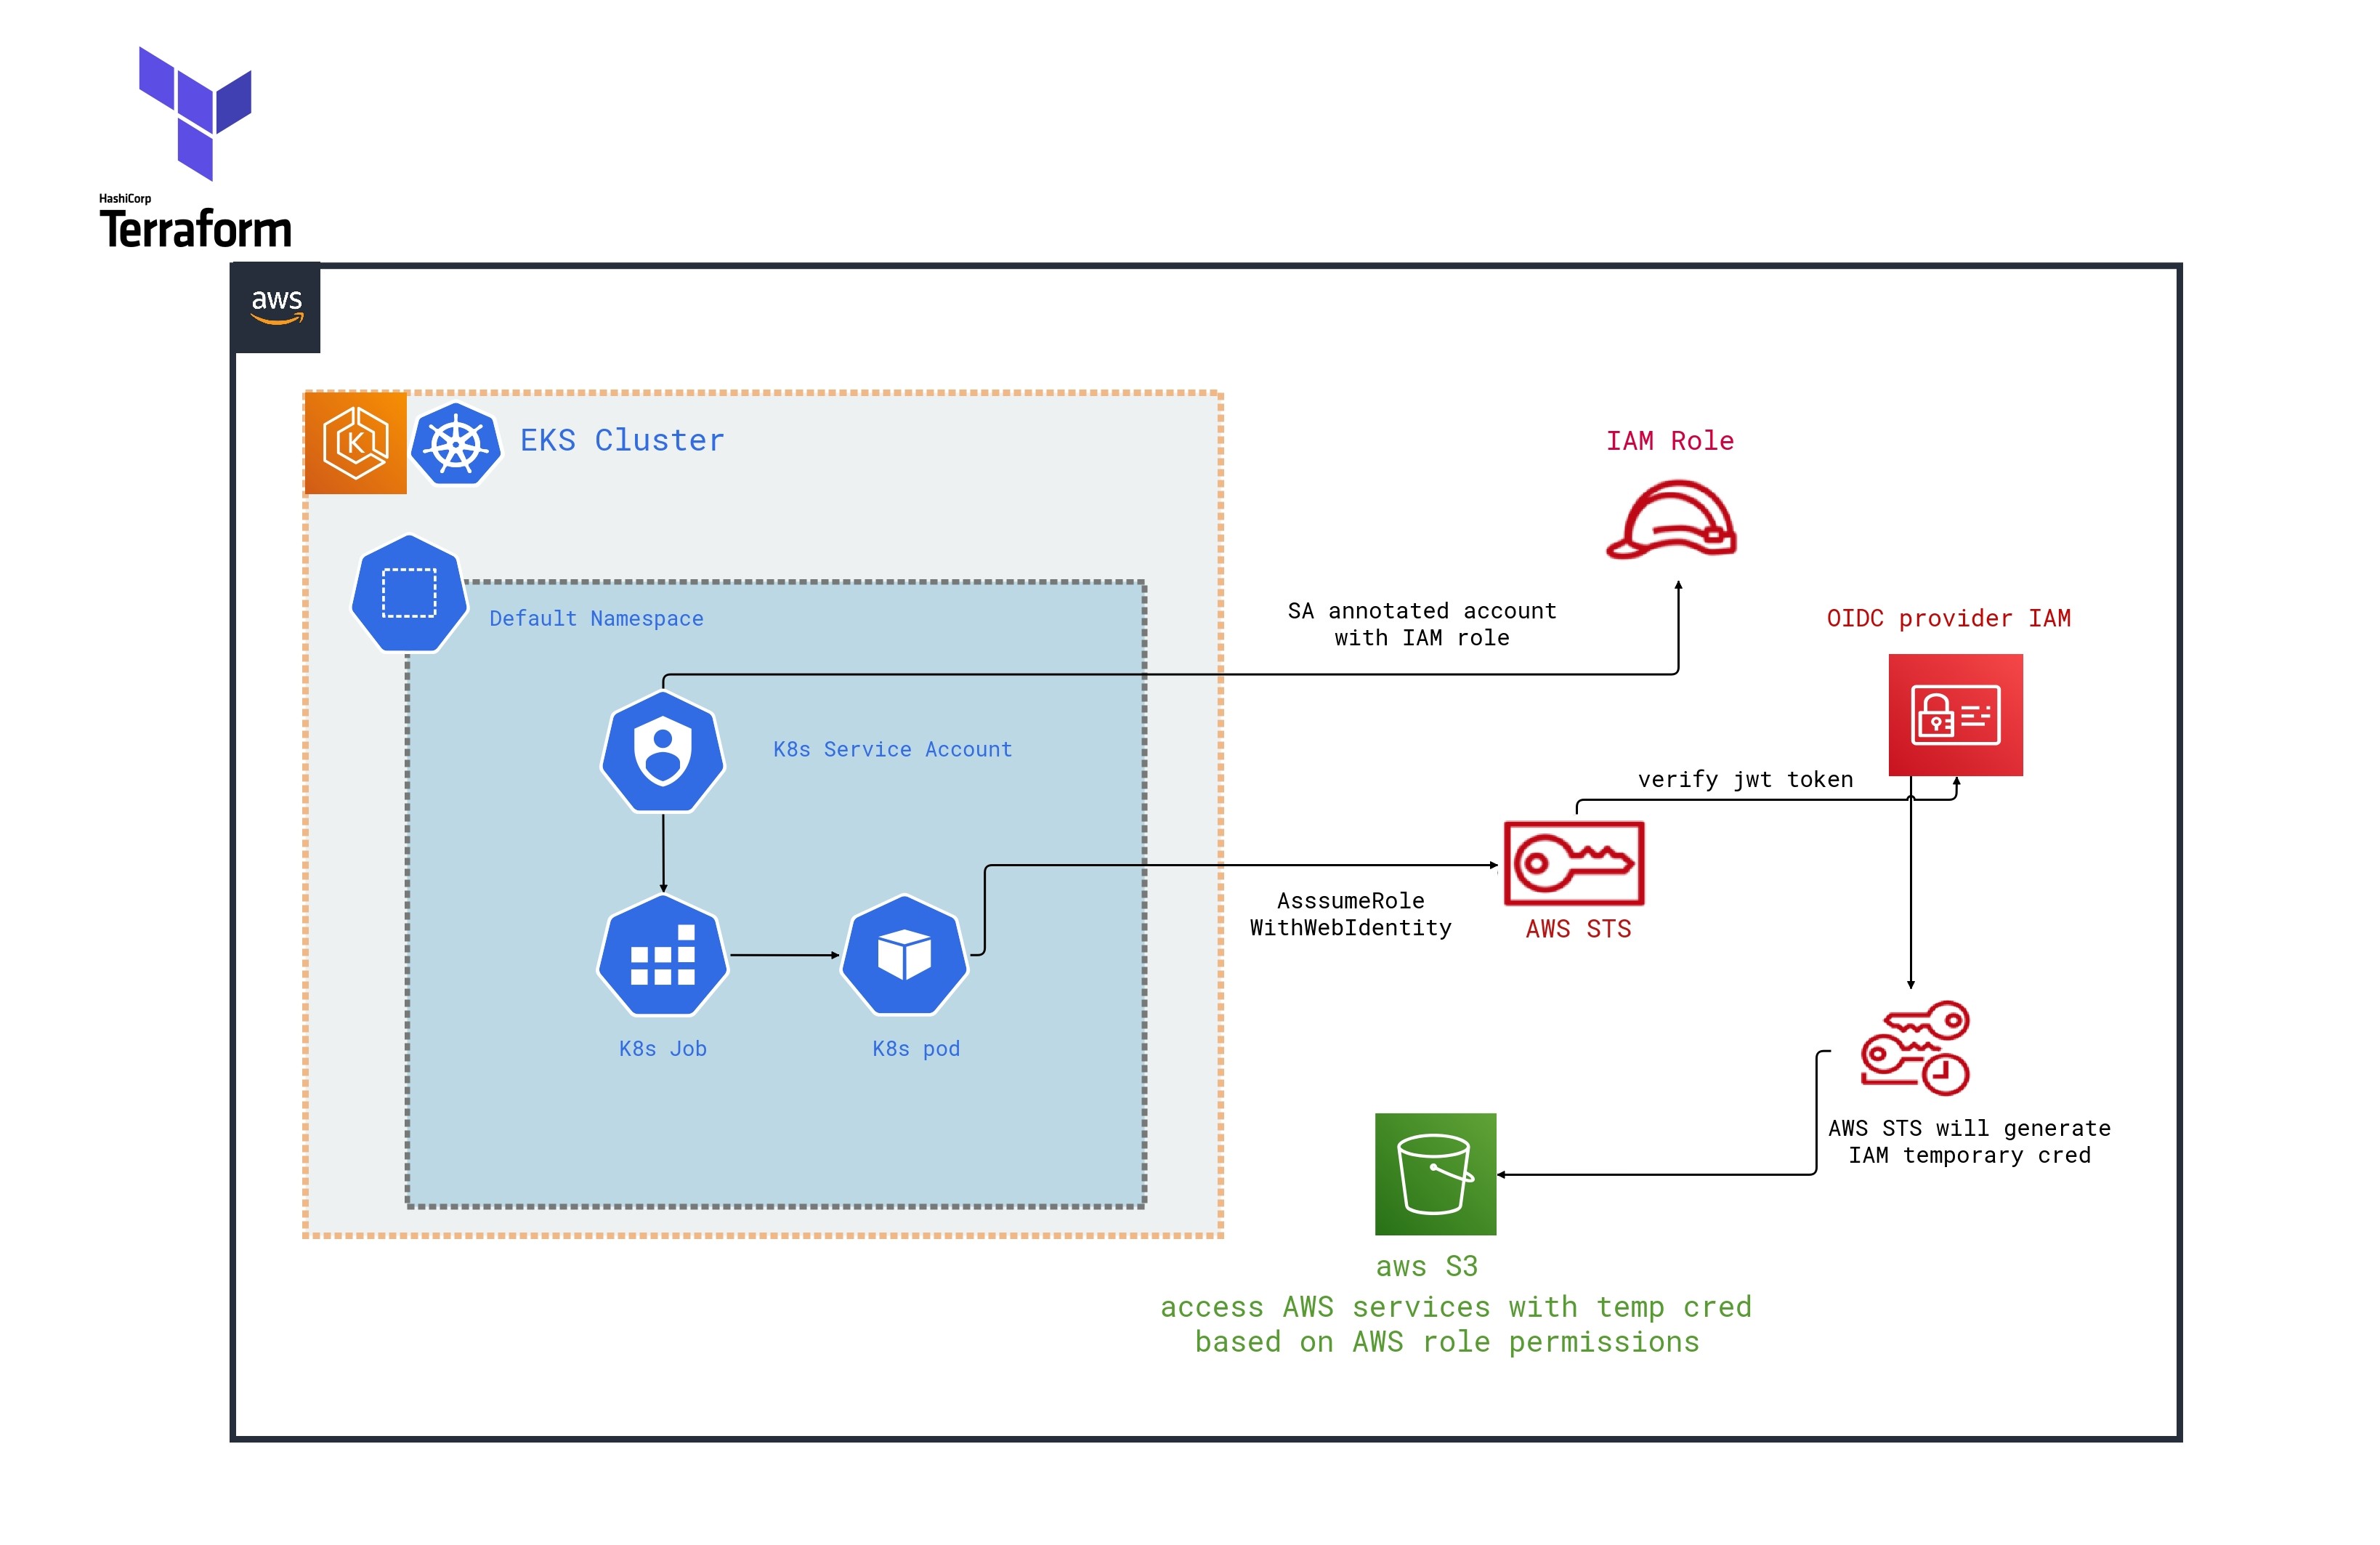 HashiCorp
Terraform
aws
K
EKS Cluster
IAM Role
Default Namespace
SA annotated account
with IAM role
OIDC provider IAM
K8s Service Account
verify jwt token
AsssumeRole
WithWebIdentity
AWS STS
K8s Job
K8s pod
AWS STS will generate
IAM temporary cred
aws S3
access AWS services with temp cred
based on AWS role permissions